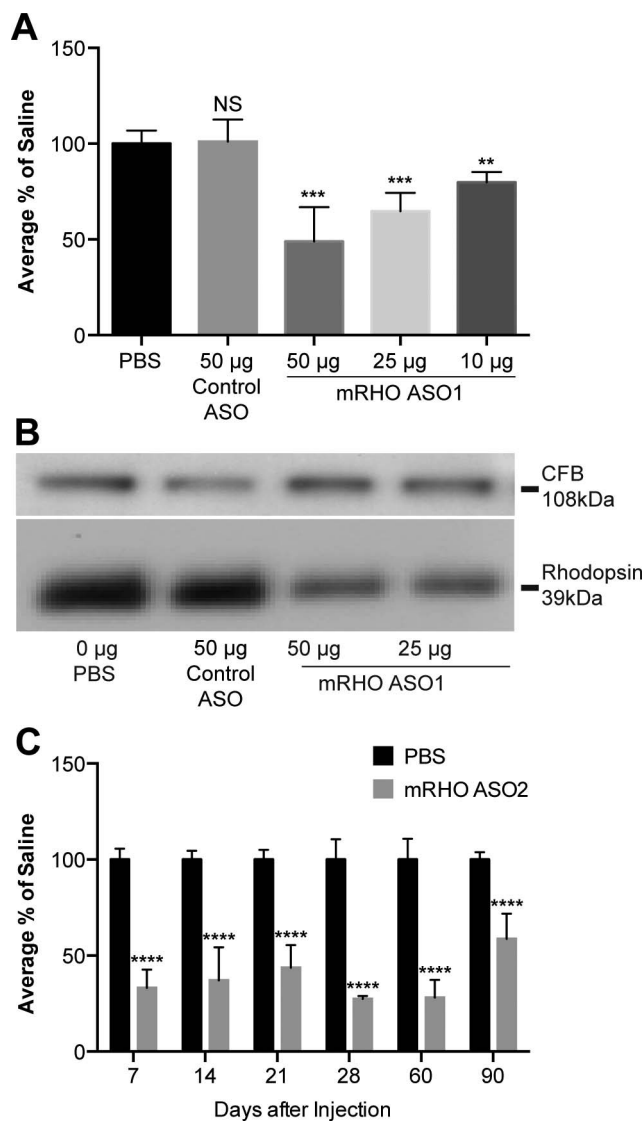 A
150
100
50
0
Average % of Saline
NS
***
***
**
PBS
50 µg
Control
ASO
50 µg
25 µg
10 µg
mRHO ASO1
B
CFB
108kDa
Rhodopsin
39kDa
0 µg
PBS
50 µg
Control
ASO
50 µg
25 µg
mRHO ASO1
C
150
100
50
0
Average % of Saline
PBS
mRHO ASO2
****
****
****
****
****
****
7
14
21
28
60
90
Days after Injection